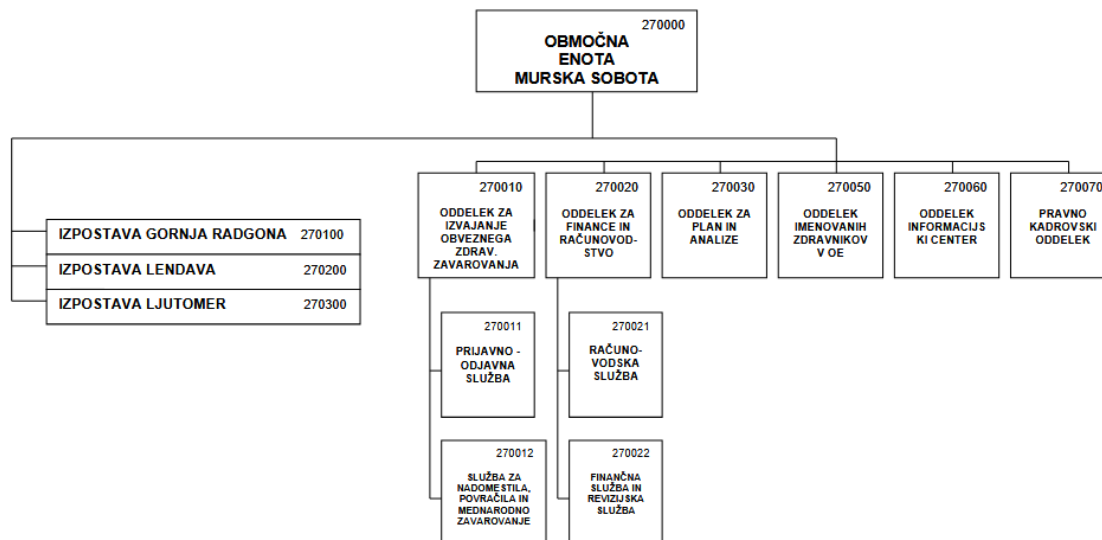 270000
OBMOČNA
ENOTA
MURSKA SOBOTA
IZPOSTAVA GORNJA RADGONA 270100
IZPOSTAVA LENDAVA 270200
IZPOSTAVA LJUTOMER 270300
270010
ODDELEK ZA
IZVAJANJE
OBVEZNEGA
ZDRAV.
ZAVAROVANJA
270020
ODDELEK ZA
FINANCE IN
RAČUNOVOD-
STVO
270030
ODDELEK ZA
PLAN IN
ANALIZE
270050
ODDELEK
IMENOVANIH
ZDRAVNIKOV
V OE
270060
ODDELEK
INFORMACIJS
KI CENTER
270070
PRAVNO
KADROVSKI
ODDELEK
270011
PRIJAVNO -
ODJAVNA
SLUŽBA
270021
RAČUNO-
VODSKA
SLUŽBA
270012
SLUŽBA ZA
NADOMESTILA,
POVRAČILA IN
MEDNARODNO
ZAVAROVANJE
270022
FINANČNA
SLUŽBA IN
REVIZIJSKA
SLUŽBA